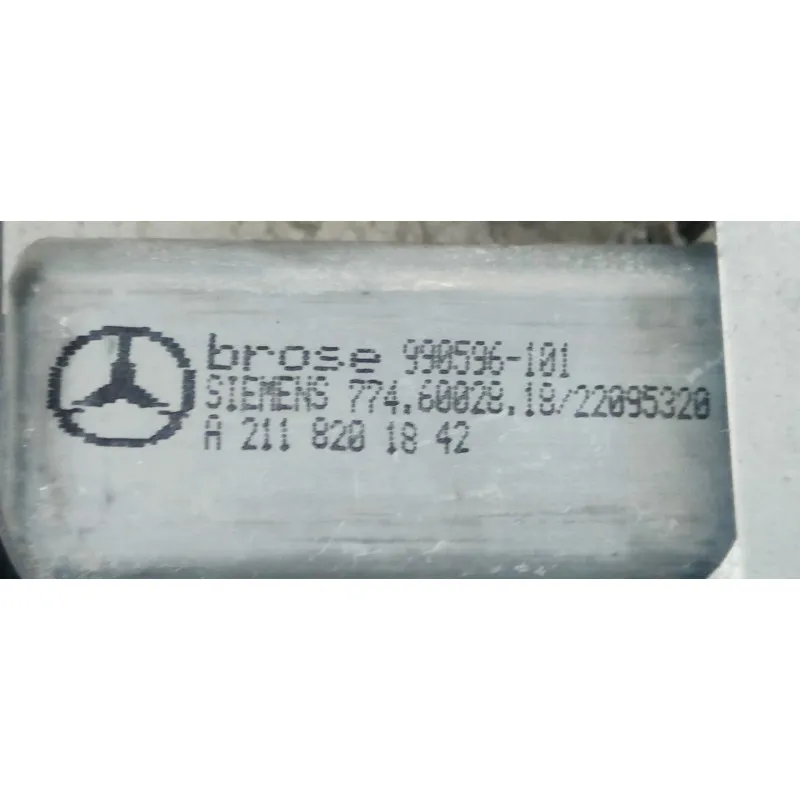 brose 990596-101
SIEMENS 774.60028.18/22095320
A 211 820 18 42